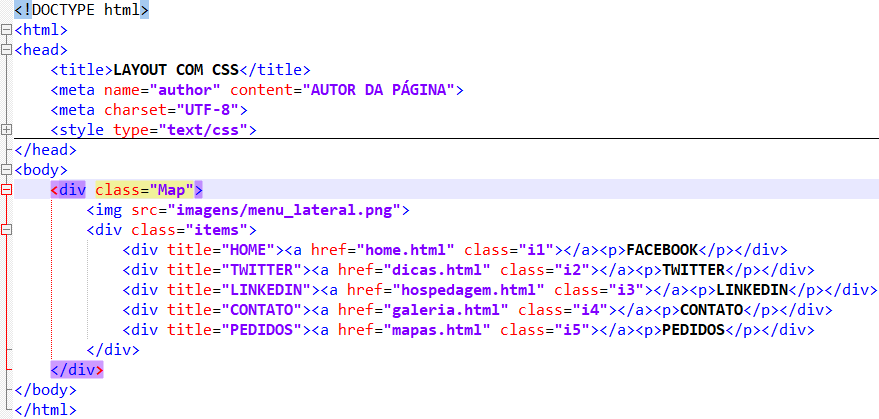 <!DOCTYPE html>
<html>
<head>
<title>LAYOUT COM CSS</title>
<meta name="author" content="AUTOR DA PÁGINA">
<meta charset="UTF-8">
<style type="text/css">
</head>
<body>
<div class="Map">
<img src="imagens/menu_lateral.png">
<div class="items">
<div title="HOME"><a href="home.html" class="i1"></a><p>FACEBOOK</p></div>
<div title="TWITTER"><a href="dicas.html" class="i2"></a><p>TWITTER</p></div>
<div title="LINKEDIN"><a href="hospedagem.html" class="i3"></a><p>LINKEDIN</p></div>
<div title="CONTATO"><a href="galeria.html" class="i4"></a><p>CONTATO</p></div>
<div title="PEDIDOS"><a href="mapas.html" class="i5"></a><p>PEDIDOS</p></div>
</div>
</div>
</body>
</html>